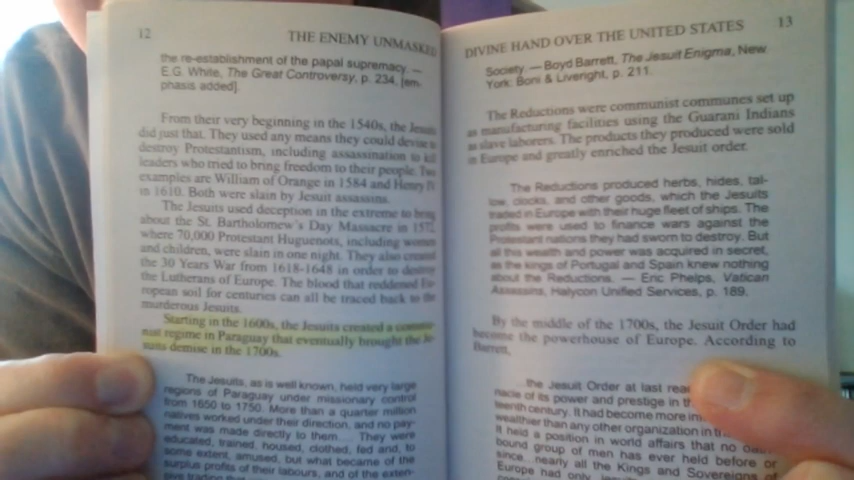 12 THE ENEMY UNMASKED
the re-establishment of the papal supremacy. —
E.G. White, The Great Controversy, p. 234, [em-
phasis added].
From their very beginning in the 1540s, the Jesuits
did just that. They used any means they could devise to
destroy Protestantism, including assassination to kill
leaders who tried to bring freedom to their people. Two
examples are William of Orange in 1584 and Henry IV
in 1610. Both were slain by Jesuit assassins.
The Jesuits used deception in the extreme to bring
about the St. Bartholomew's Day Massacre in 1572,
where 70,000 Protestant Huguenots, including women
and children, were slain in one night. They also created
the 30 Years War from 1618-1648 in order to destroy
the Lutherans of Europe. The blood that reddened Eu-
ropean soil for centuries can all be traced back to the
murderous Jesuits.
Starting in the 1600s, the Jesuits created a commu-
nist regime in Paraguay that eventually brought the Je-
suits demise in the 1700s.
The Jesuits, as is well known, held very large
regions of Paraguay under missionary control
from 1650 to 1750. More than a quarter million
natives worked under their direction, and no pay-
ment was made directly to them.... They were
educated, trained, housed, clothed, fed and, to
some extent, amused, but what became of the
surplus profits of their labours, and of the exten-
sive trading that
DIVINE HAND OVER THE UNITED STATES 13
Society. — Boyd Barrett, The Jesuit Enigma, New
York: Boni & Liveright, p. 211.
The Reductions were communist communes set up
as manufacturing facilities using the Guarani Indians
as slave laborers. The products they produced were sold
in Europe and greatly enriched the Jesuit order.
The Reductions produced herbs, hides, tal-
low, clocks, and other goods, which the Jesuits
traded in Europe with their huge fleet of ships. The
profits were used to finance wars against the
Protestant nations they had sworn to destroy. But
all this wealth and power was acquired in secret,
as the kings of Portugal and Spain knew nothing
about the Reductions. — Eric Phelps, Vatican
Assassins, Halycon Unified Services, p. 189.
By the middle of the 1700s, the Jesuit Order had
become the powerhouse of Europe. According to
Barrett,
...the Jesuit Order at last
nacle of its power and prestige in
teenth century. It had become more
wealthier than any other organization in
It held a position in world affairs that no
bound group of men has ever held before or
since...nearly all the Kings and Sovereigns of
Europe had only